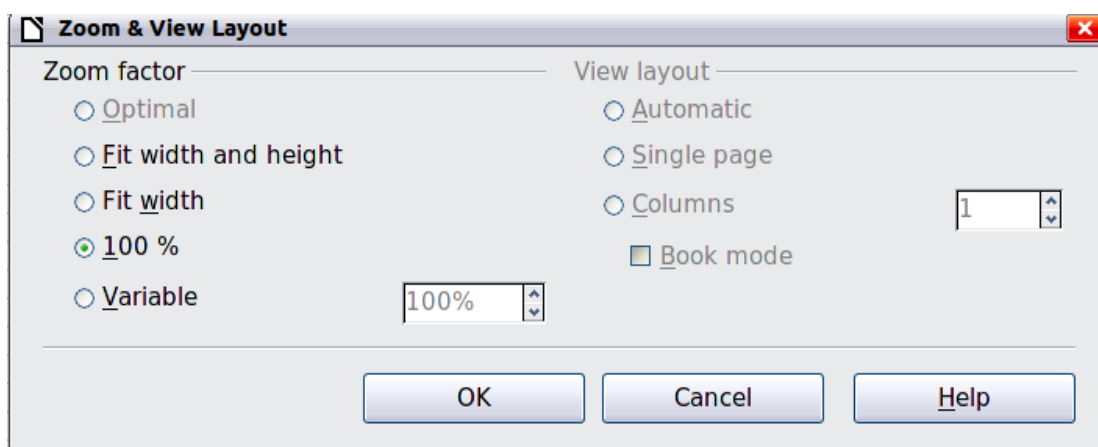 Zoom & View Layout
Zoom factor
Optimal
Fit width and height
Fit width
100 %
Variable 100%
View layout
Automatic
Single page
Columns 1
Book mode
OK Cancel Help